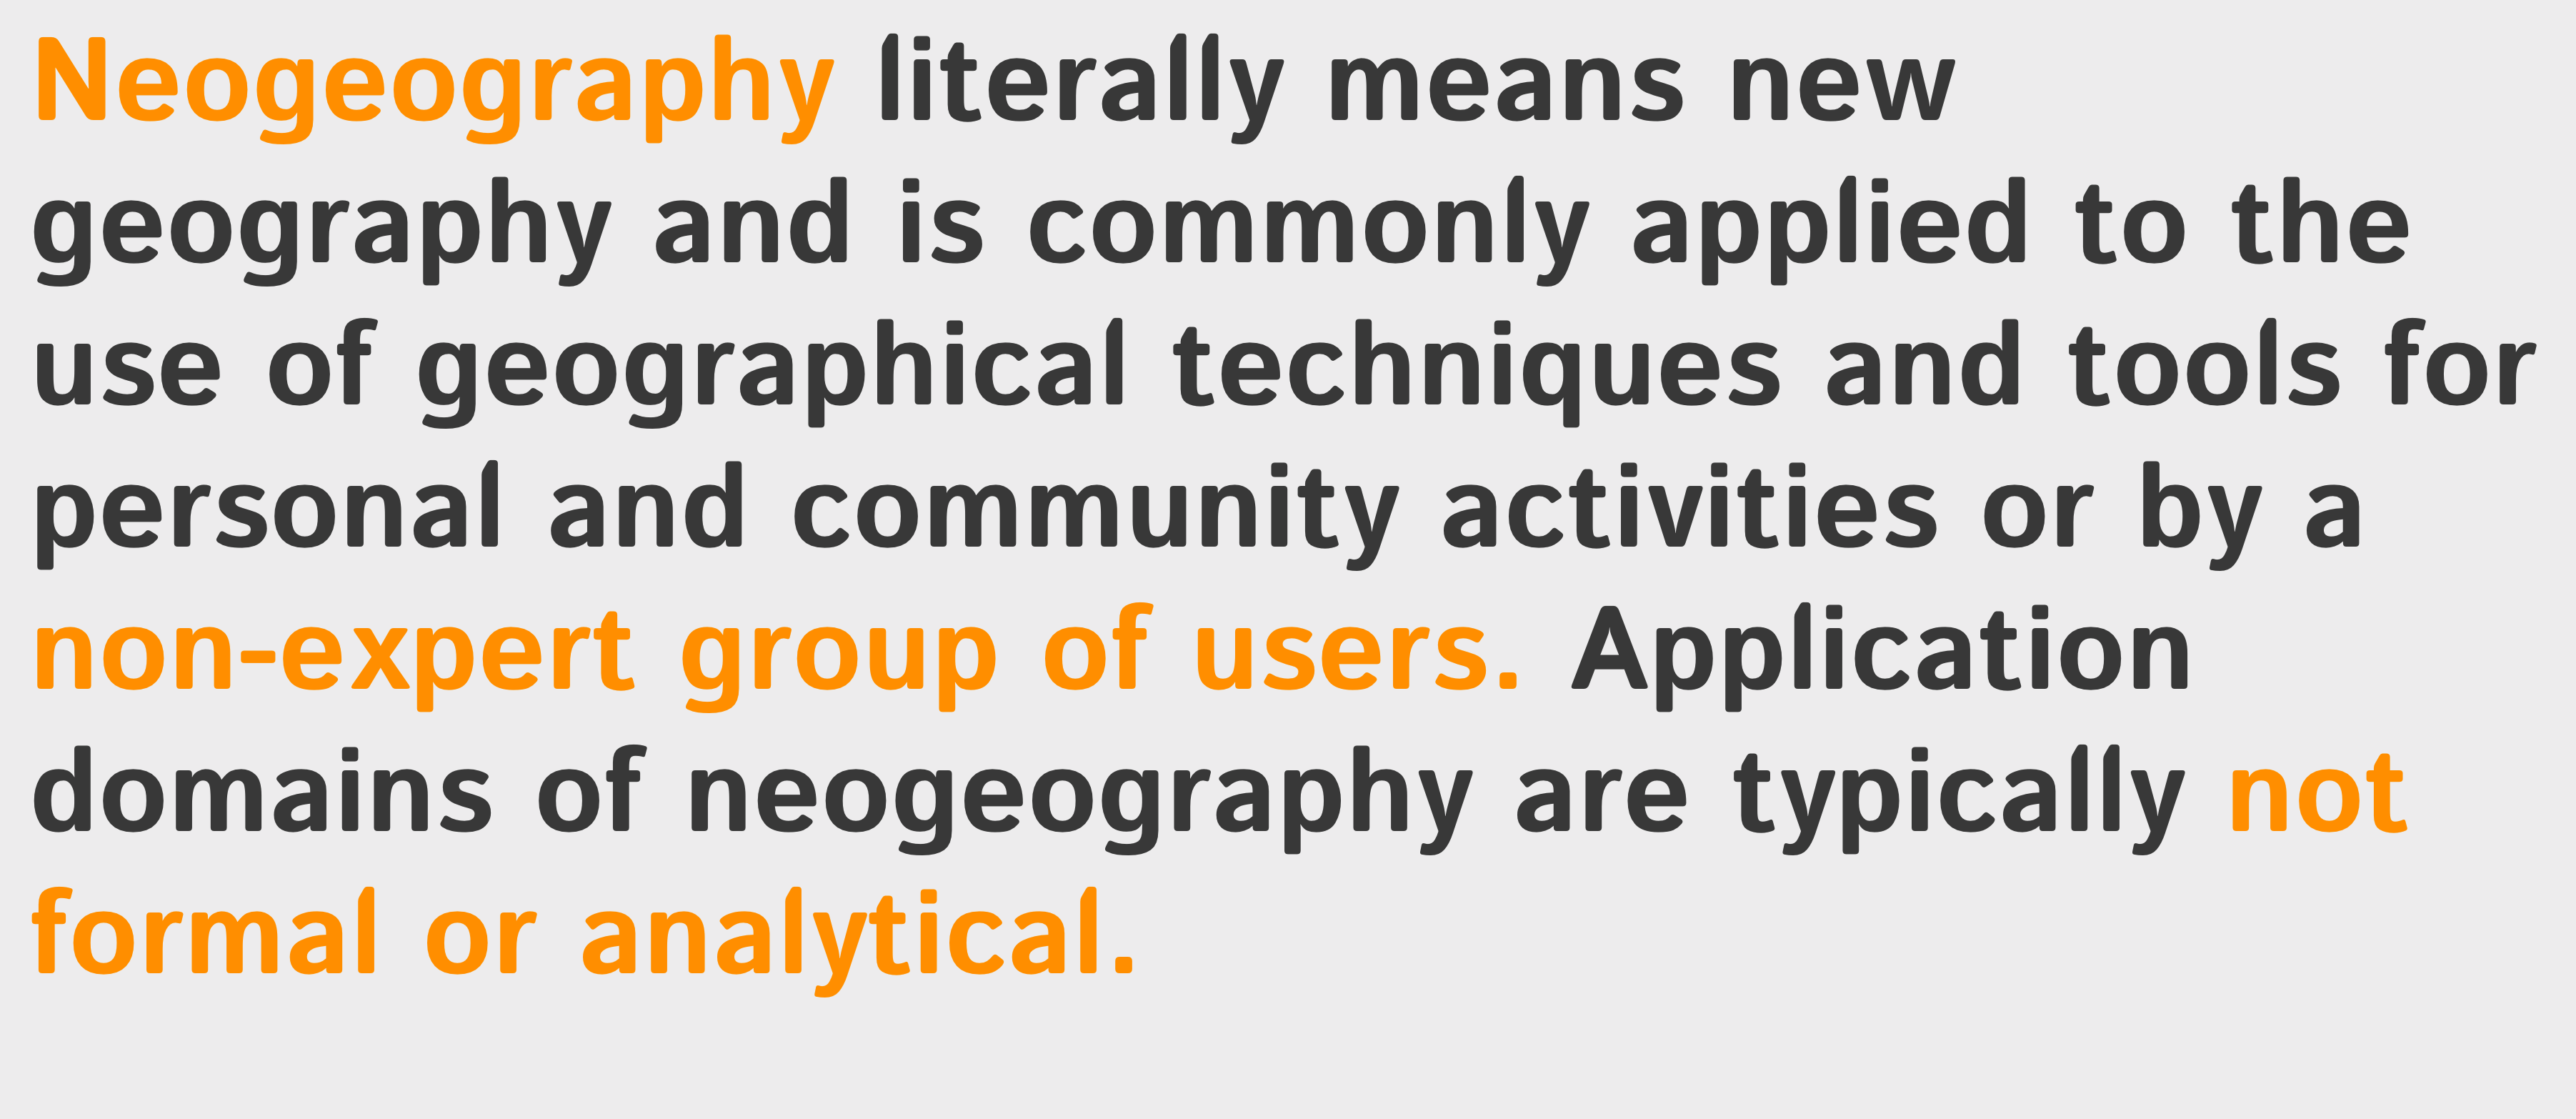 Neogeography literally means new
geography and is commonly applied to the
use of geographical techniques and tools for
personal and community activities or by a
non-expert group of users. Application
domains of neogeography are typically not
formal or analytical.